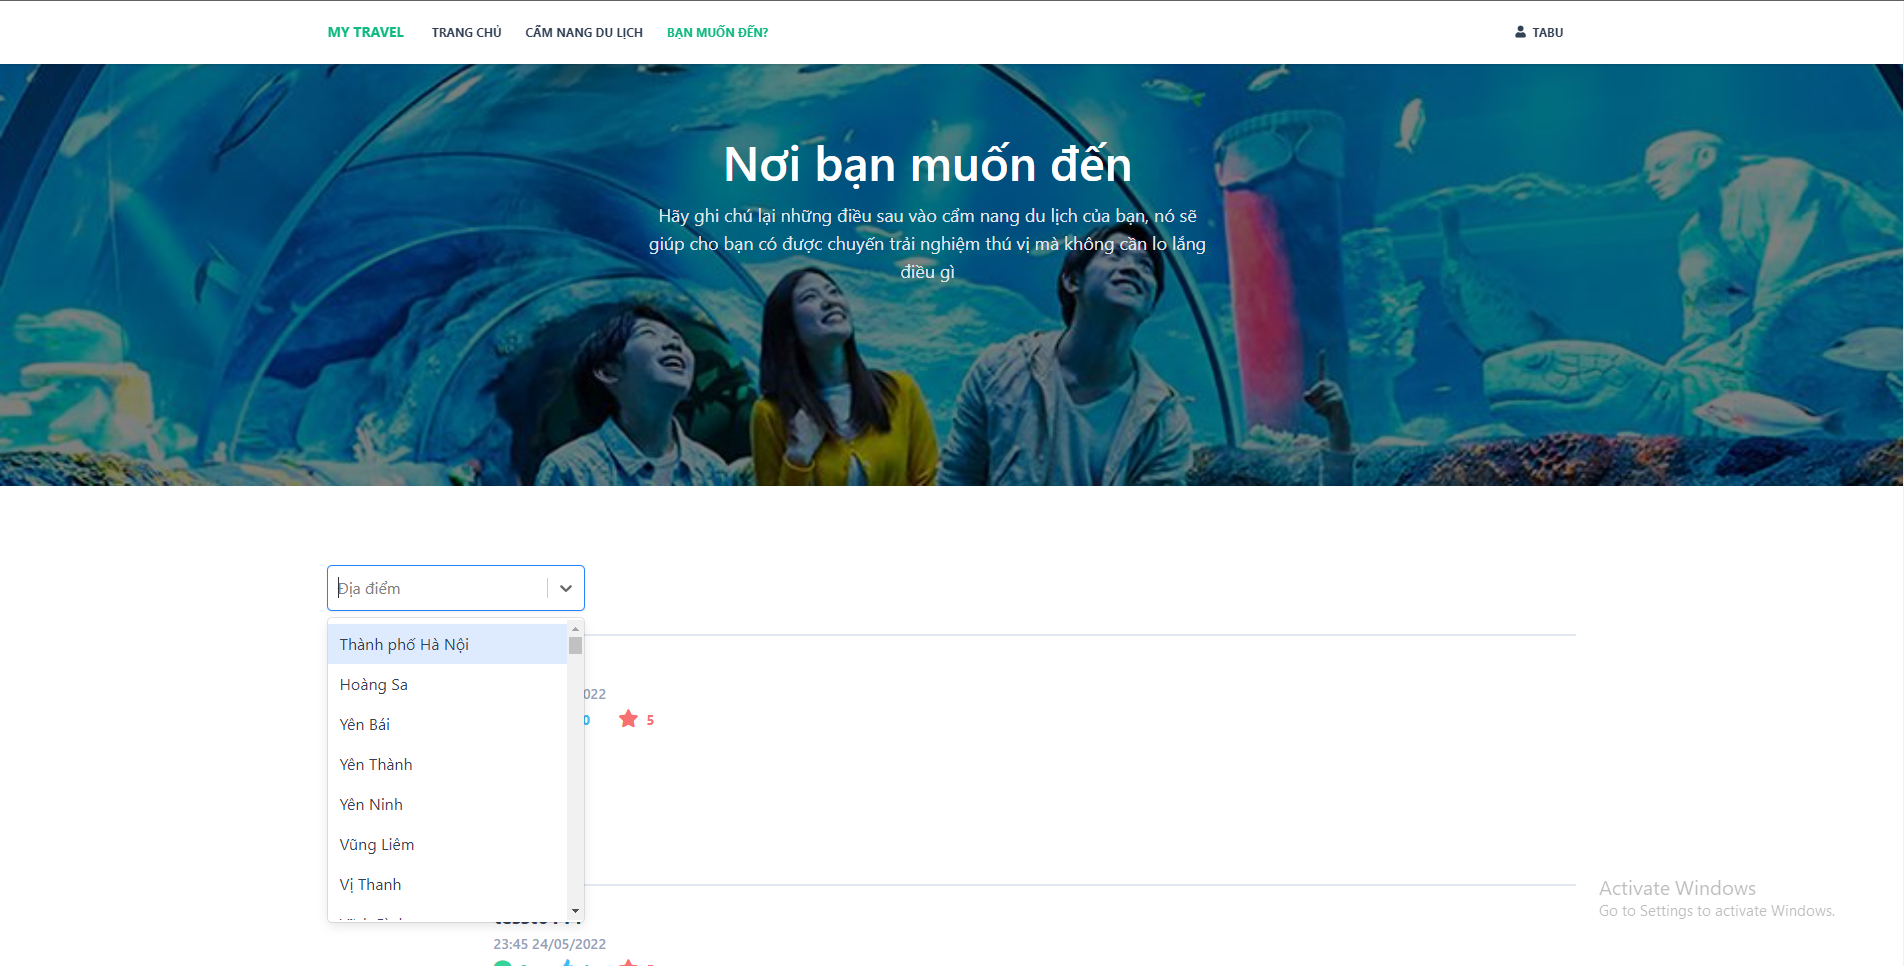 MY TRAVEL TRANG CHỦ CẨM NANG DU LỊCH BẠN MUỐN ĐẾN? TABU
Nơi bạn muốn đến
Hãy ghi chú lại những điều sau vào cẩm nang du lịch của bạn, nó sẽ
giúp cho bạn có được chuyến trải nghiệm thú vị mà không cần lo lắng
điều gì
Địa điểm
Thành phố Hà Nội
Hoàng Sa
Yên Bái
Yên Thành
Yên Ninh
Vũng Liêm
Vị Thanh
022
0 5
23:45 24/05/2022
Activate Windows
Go to Settings to activate Windows.